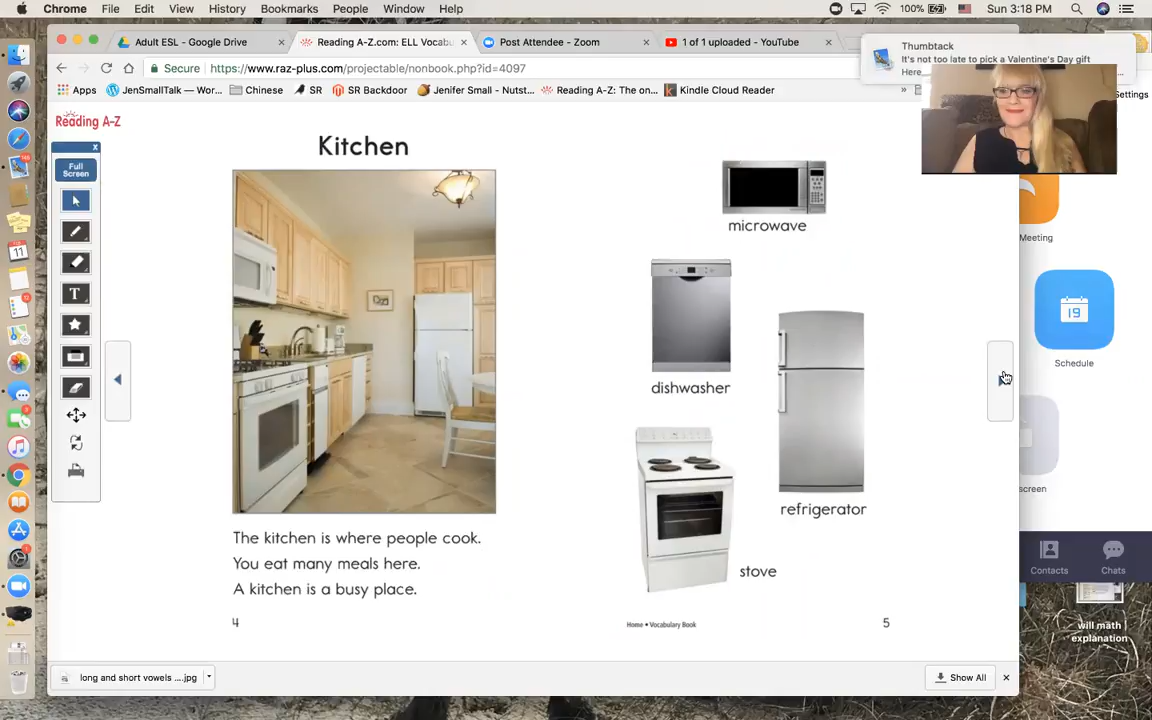 Chrome File Edit View History Bookmarks People Window Help
100% Sun 3:18 PM
Adult ESL - Google Drive
Reading A-Z.com: ELL Vocabu
Post Attendee - Zoom
1 of 1 uploaded - YouTube
Thumbtack
It's not too late to pick a Valentine's Day gift
Here
Secure https://www.raz-plus.com/projectable/nonbook.php?id=4097
Apps JenSmallTalk — Wor... Chinese SR SR Backdoor Jenifer Small - Nutst... Reading A-Z: The on... Kindle Cloud Reader »
Settings
Reading A-Z
Full
Screen
T
Kitchen
microwave
dishwasher
refrigerator
stove
The kitchen is where people cook.
You eat many meals here.
A kitchen is a busy place.
4
Home • Vocabulary Book
5
Meeting
19
Schedule
screen
Contacts
Chats
will math
explanation
long and short vowels ....jpg
Show All
11